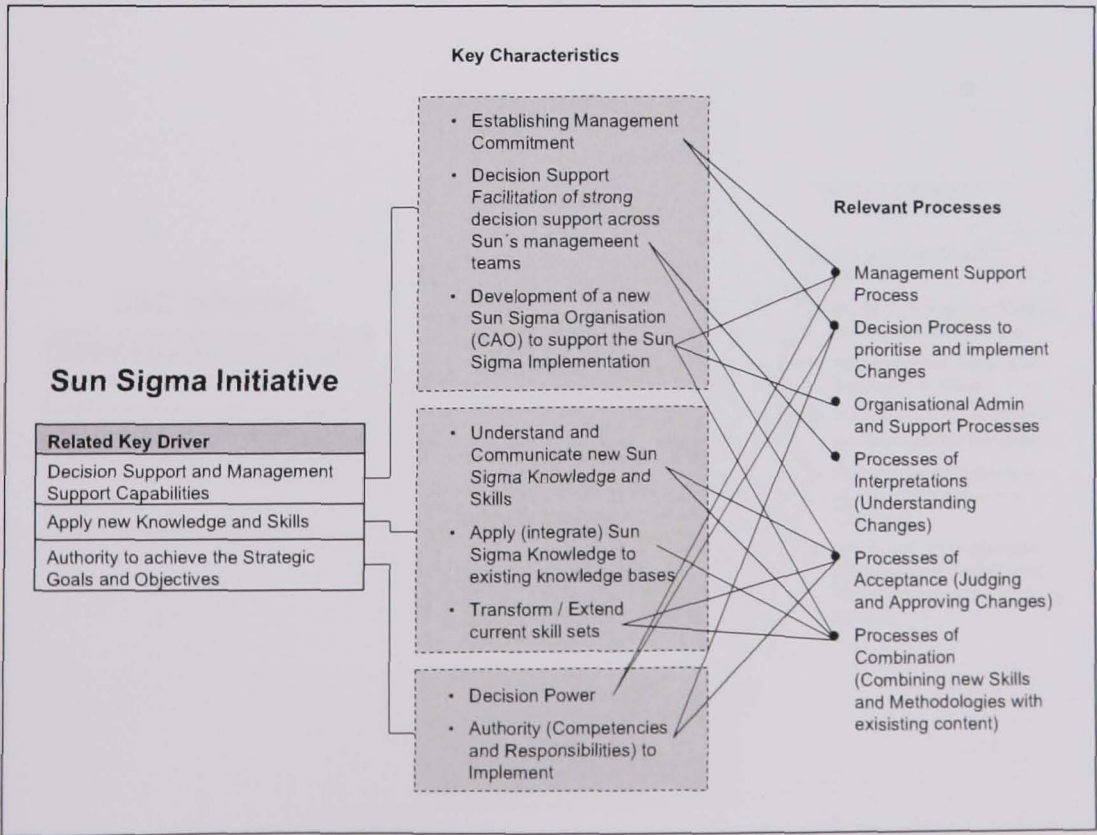 Key Characteristics
• Establishing Management
Commitment
• Decision Support
Facilitation of strong
decision support across
Sun´s managemeent
teams
• Development of a new
Sun Sigma Organisation
(CAO) to support the Sun
Sigma Implementation
Sun Sigma Initiative
Related Key Driver
Decision Support and Management
Support Capabilities
Apply new Knowledge and Skills
Authority to achieve the Strategic
Goals and Objectives
• Understand and
Communicate new Sun
Sigma Knowledge and
Skills
• Apply (integrate) Sun
Sigma Knowledge to
existing knowledge bases
• Transform / Extend
current skill sets
• Decision Power
• Authority (Competencies
and Responsibilities) to
Implement
Relevant Processes
Management Support
Process
Decision Process to
prioritise and implement
Changes
Organisational Admin
and Support Processes
Processes of
Interpretations
(Understanding
Changes)
Processes of
Acceptance (Judging
and Approving Changes)
Processes of
Combination
(Combining new Skills
and Methodologies with
exisisting content)